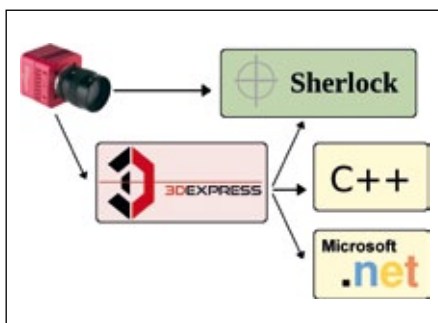 Sherlock
3DEXPRESS
C++
Microsoft
.net